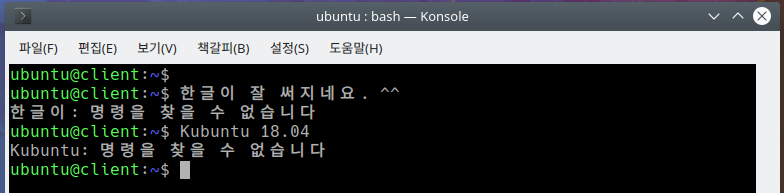 ubuntu : bash — Konsole
파일(F) 편집(E) 보기(V) 책갈피(B) 설정(S) 도움말(H)
ubuntu@client:~$
ubuntu@client:~$ 한글이 잘 써지네요. ^^
한글이: 명령을 찾을 수 없습니다
ubuntu@client:~$ Kubuntu 18.04
Kubuntu: 명령을 찾을 수 없습니다
ubuntu@client:~$